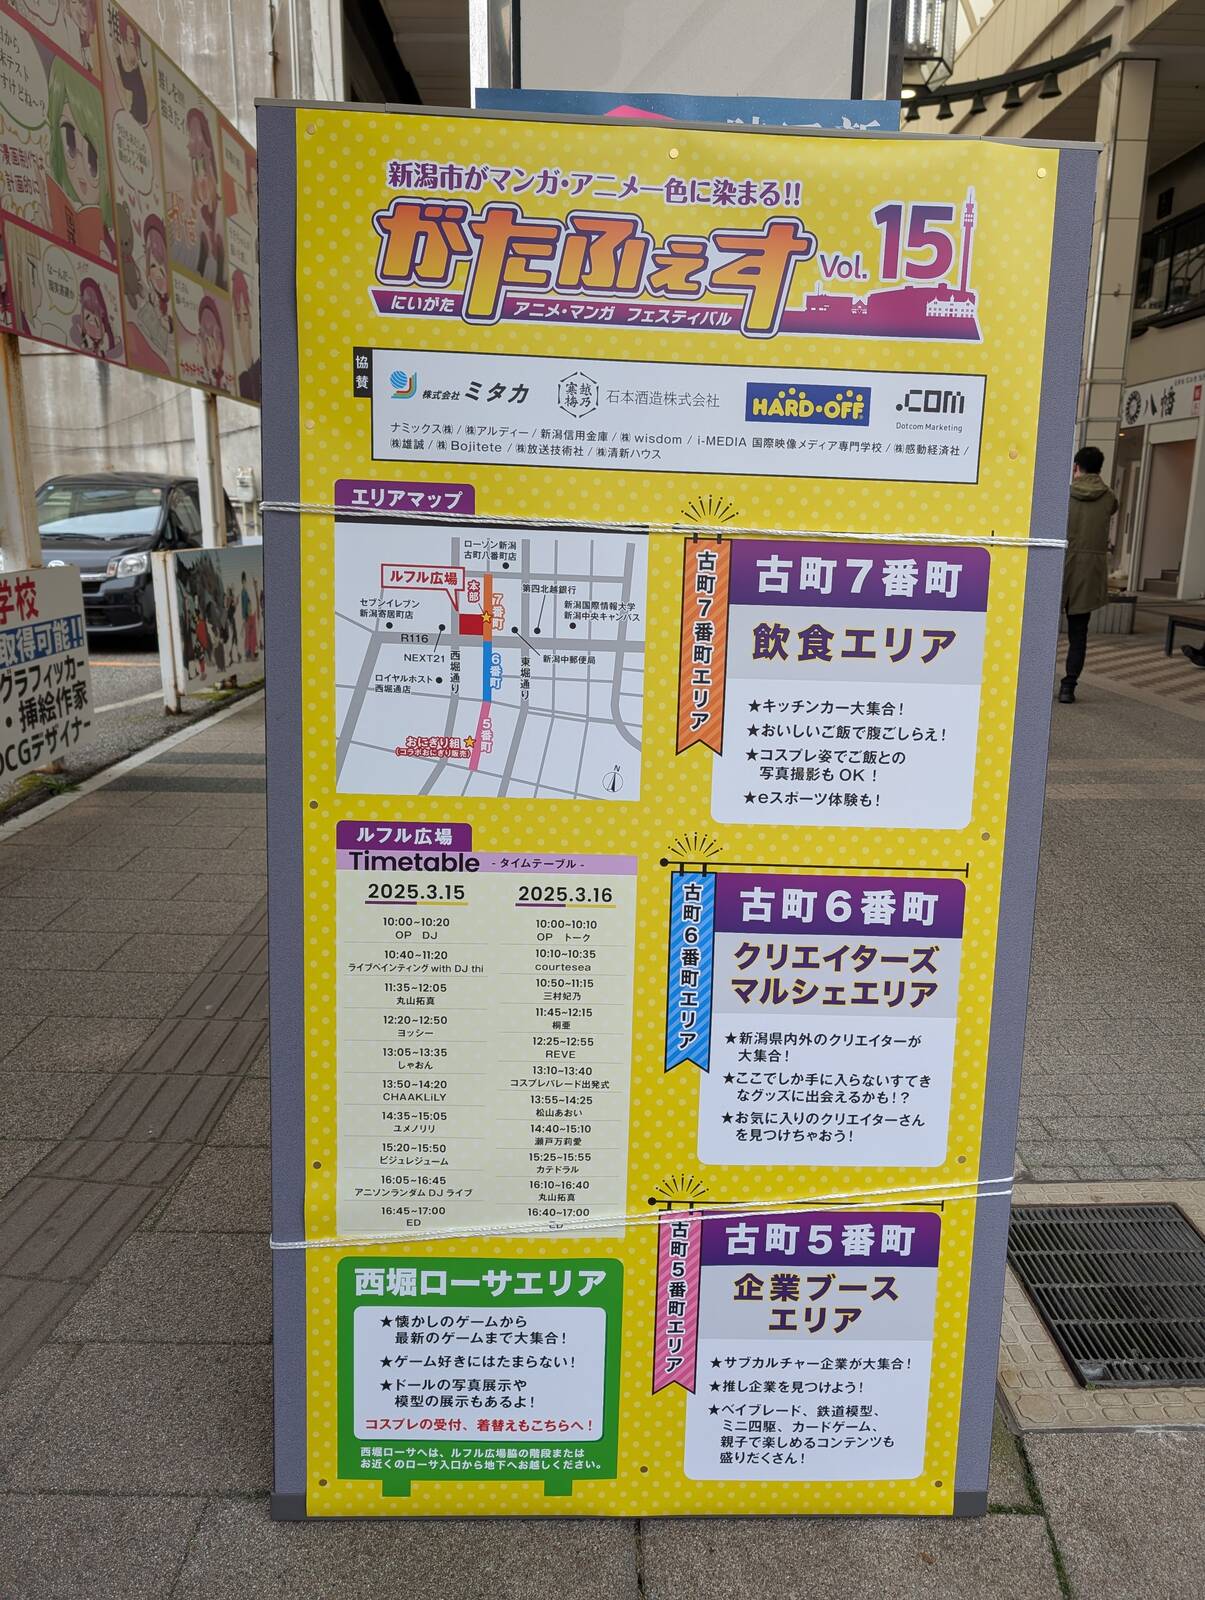 新潟市がマンガ・アニメ一色に染まる!!
がたふぇす Vol.15
にいがた アニメ・マンガ フェスティバル
協賛
株式会社ミタカ
越乃寒梅 石本酒造株式会社
HARD・OFF
.COM
Dotcom Marketing
ナミックス㈱ / ㈱アルディー / 新潟信用金庫 / ㈱ wisdom / i-MEDIA 国際映像メディア専門学校 / ㈱感動経済社 /
㈱雄誠 / ㈱ Bojitete / ㈱放送技術社 / ㈱清新ハウス
エリアマップ
ローソン新潟
古町八番町店
ルフル広場
本部
7番町
第四北越銀行
セブンイレブン
新潟寄居町店
新潟国際情報大学
新潟中央キャンパス
R116
NEXT21
西堀通り
6番町
東堀通り
新潟中郵便局
ロイヤルホスト
西堀通店
5番町
おにぎり組
(コラボおにぎり販売)
N
ルフル広場
Timetable - タイムテーブル -
2025.3.15
10:00~10:20
OP DJ
10:40~11:20
ライブペインティング with DJ thi
11:35~12:05
丸山拓真
12:20~12:50
ヨッシー
13:05~13:35
しゃおん
13:50~14:20
CHAAKLiLY
14:35~15:05
ユメノリリ
15:20~15:50
ビジュレジューム
16:05~16:45
アニソンランダム DJ ライブ
16:45~17:00
ED
2025.3.16
10:00~10:10
OP トーク
10:10~10:35
courtesea
10:50~11:15
三村妃乃
11:45~12:15
桐亜
12:25~12:55
REVE
13:10~13:40
コスプレパレード出発式
13:55~14:25
松山あおい
14:40~15:10
瀬戸万莉愛
15:25~15:55
カテドラル
16:10~16:40
丸山拓真
16:40~17:00
ED
西堀ローサエリア
★懐かしのゲームから
最新のゲームまで大集合!
★ゲーム好きにはたまらない!
★ドールの写真展示や
模型の展示もあるよ!
コスプレの受付、着替えもこちらへ!
西堀ローサへは、ルフル広場脇の階段または
お近くのローサ入口から地下へお越しください。
古町7番町エリア
古町7番町
飲食エリア
★キッチンカー大集合!
★おいしいご飯で腹ごしらえ!
★コスプレ姿でご飯との
写真撮影も OK!
★eスポーツ体験も!
古町6番町エリア
古町6番町
クリエイターズ
マルシェエリア
★新潟県内外のクリエイターが
大集合!
★ここでしか手に入らないすてき
なグッズに出会えるかも!?
★お気に入りのクリエイターさん
を見つけちゃおう!
古町5番町エリア
古町5番町
企業ブース
エリア
★サブカルチャー企業が大集合!
★推し企業を見つけよう!
★ベイブレード、鉄道模型、
ミニ四駆、カードゲーム、
親子で楽しめるコンテンツも
盛りだくさん!
学校
取得可能!!
グラフィッカー
・挿絵作家
CGデザイナー
八幡